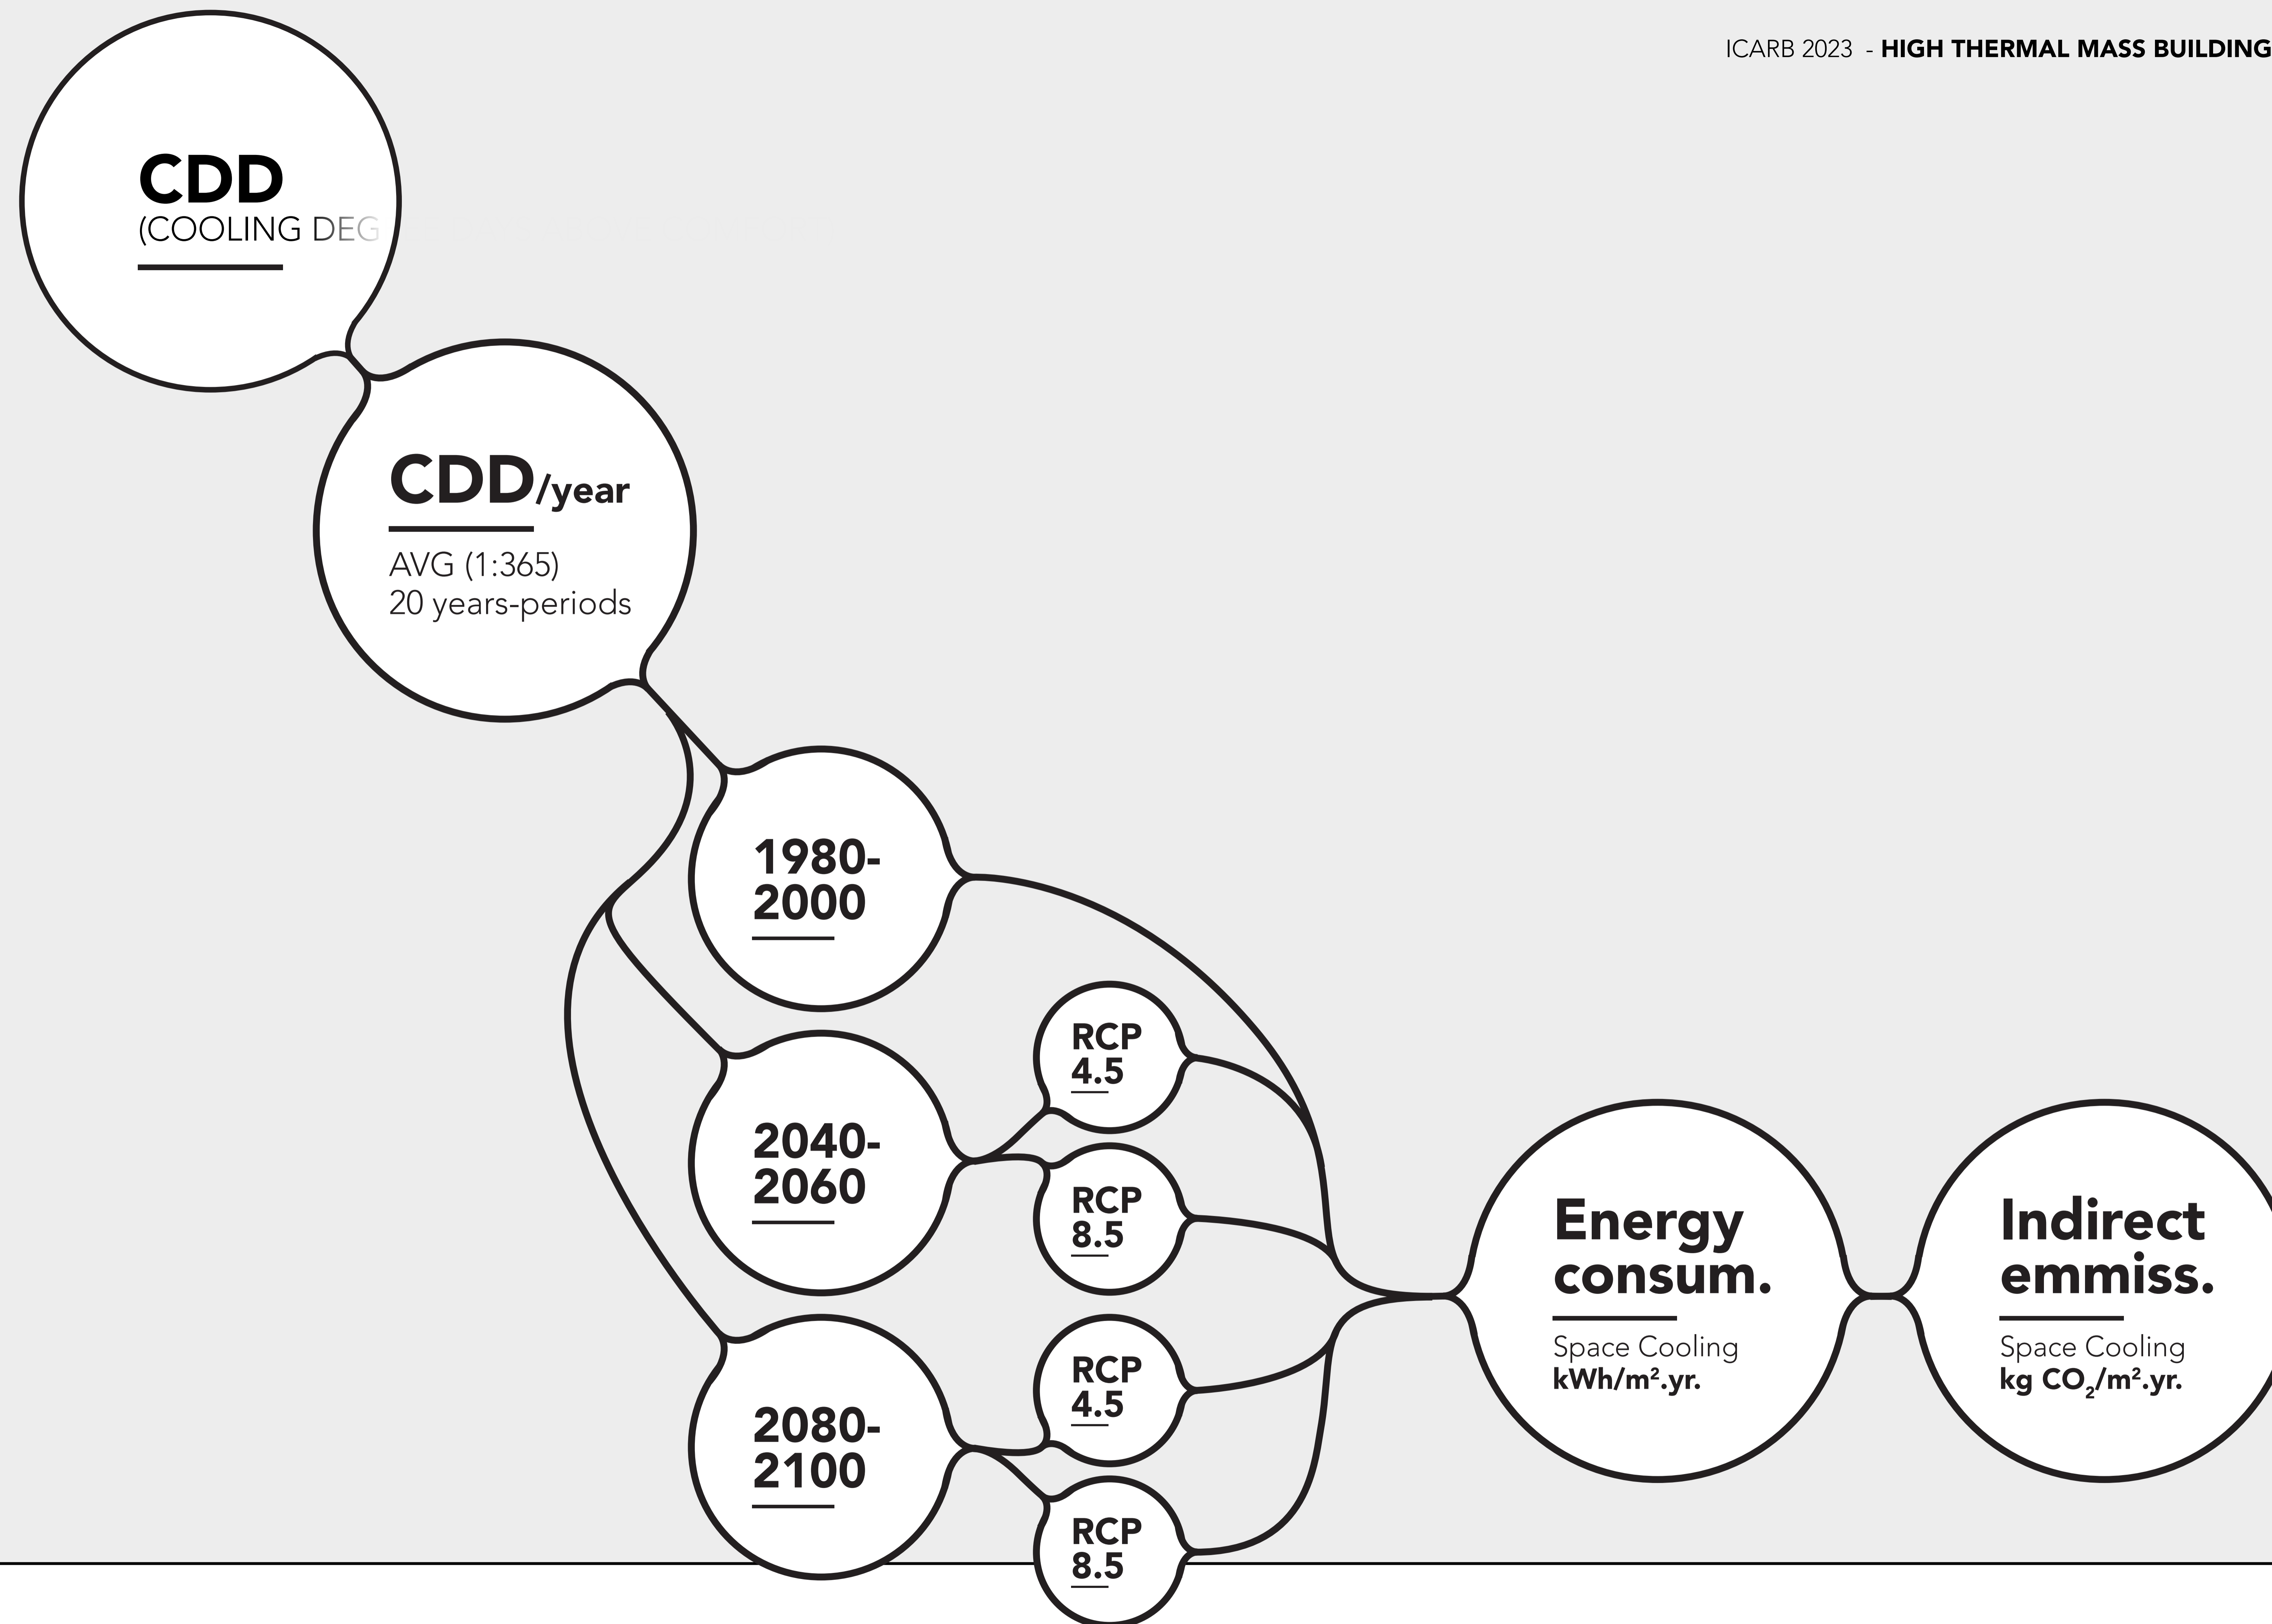 ICARB 2023 - HIGH THERMAL MASS BUILDING
CDD
(COOLING DEG
CDD/year
AVG (1:365)
20 years-periods
1980-
2000
2040-
2060
2080-
2100
RCP
4.5
RCP
8.5
RCP
4.5
RCP
8.5
Energy
consum.
Space Cooling
kWh/m².yr.
Indirect
emmiss.
Space Cooling
kg CO₂/m².yr.